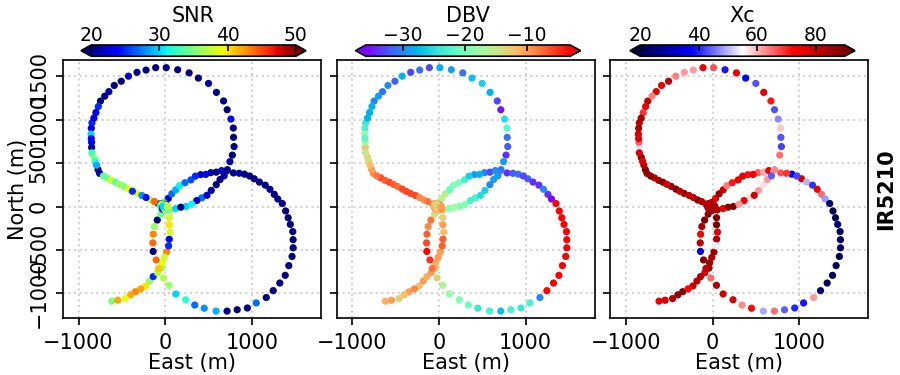 SNR DBV Xc
20 30 40 50 −30 −20 −10 20 40 60 80
North (m)
1500
1000
500
0
−500
−1000
IR5210
−1000 0 1000 −1000 0 1000 −1000 0 1000
East (m) East (m) East (m)